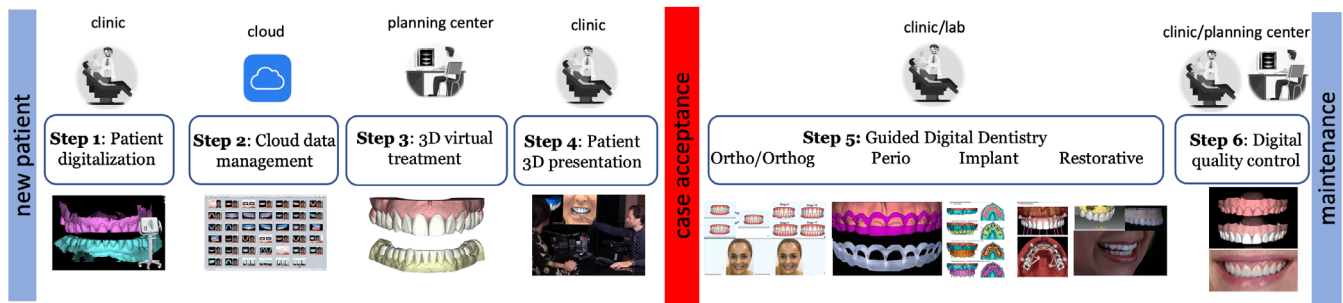 new patient
clinic
Step 1: Patient
digitalization
cloud
Step 2: Cloud data
management
planning center
Step 3: 3D virtual
treatment
clinic
Step 4: Patient
3D presentation
case acceptance
clinic/lab
Step 5: Guided Digital Dentistry
Ortho/Orthog Perio Implant Restorative
clinic/planning center
Step 6: Digital
quality control
maintenance